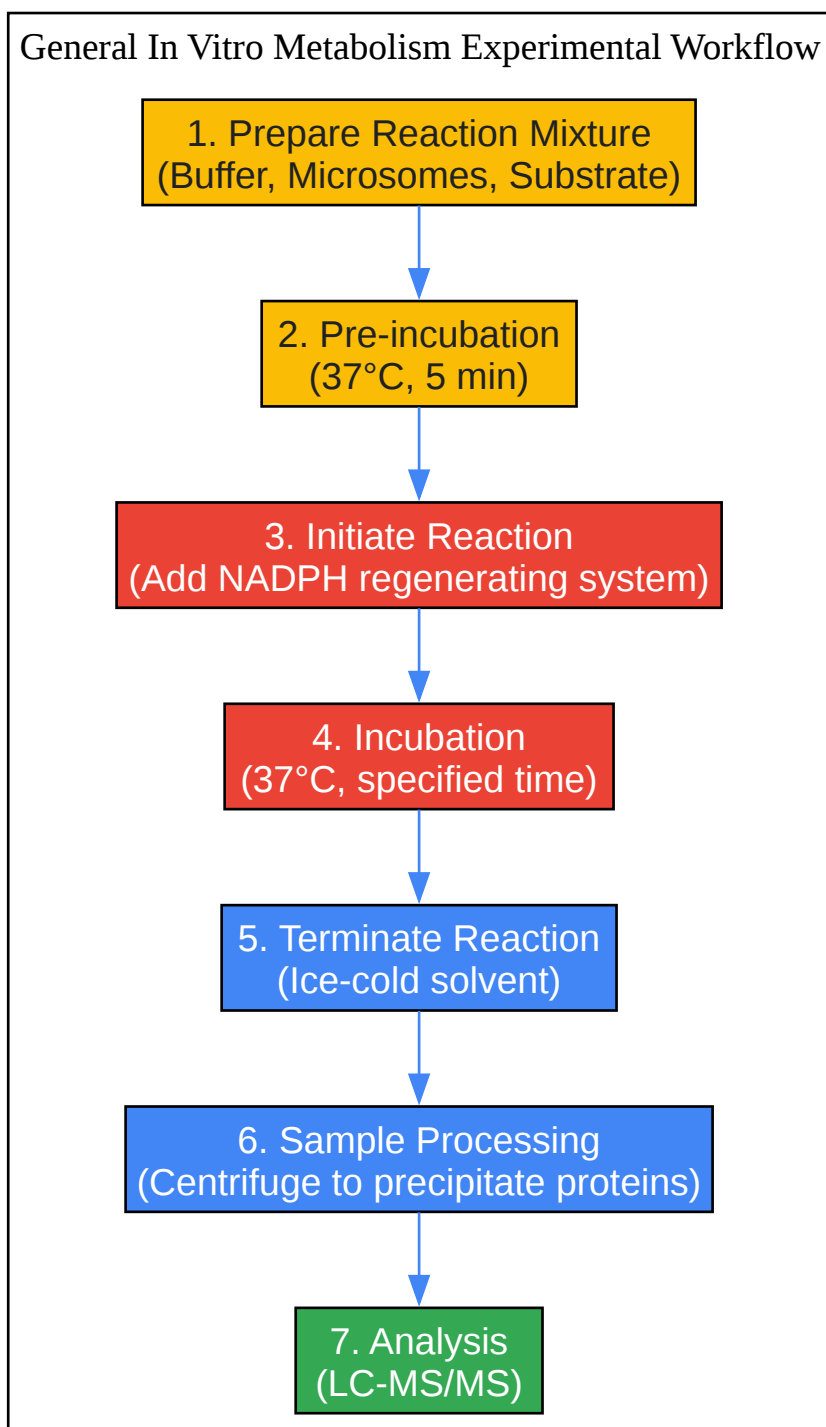 General In Vitro Metabolism Experimental Workflow
1. Prepare Reaction Mixture
(Buffer, Microsomes, Substrate)
2. Pre-incubation
(37°C, 5 min)
3. Initiate Reaction
(Add NADPH regenerating system)
4. Incubation
(37°C, specified time)
5. Terminate Reaction
(Ice-cold solvent)
6. Sample Processing
(Centrifuge to precipitate proteins)
7. Analysis
(LC-MS/MS)